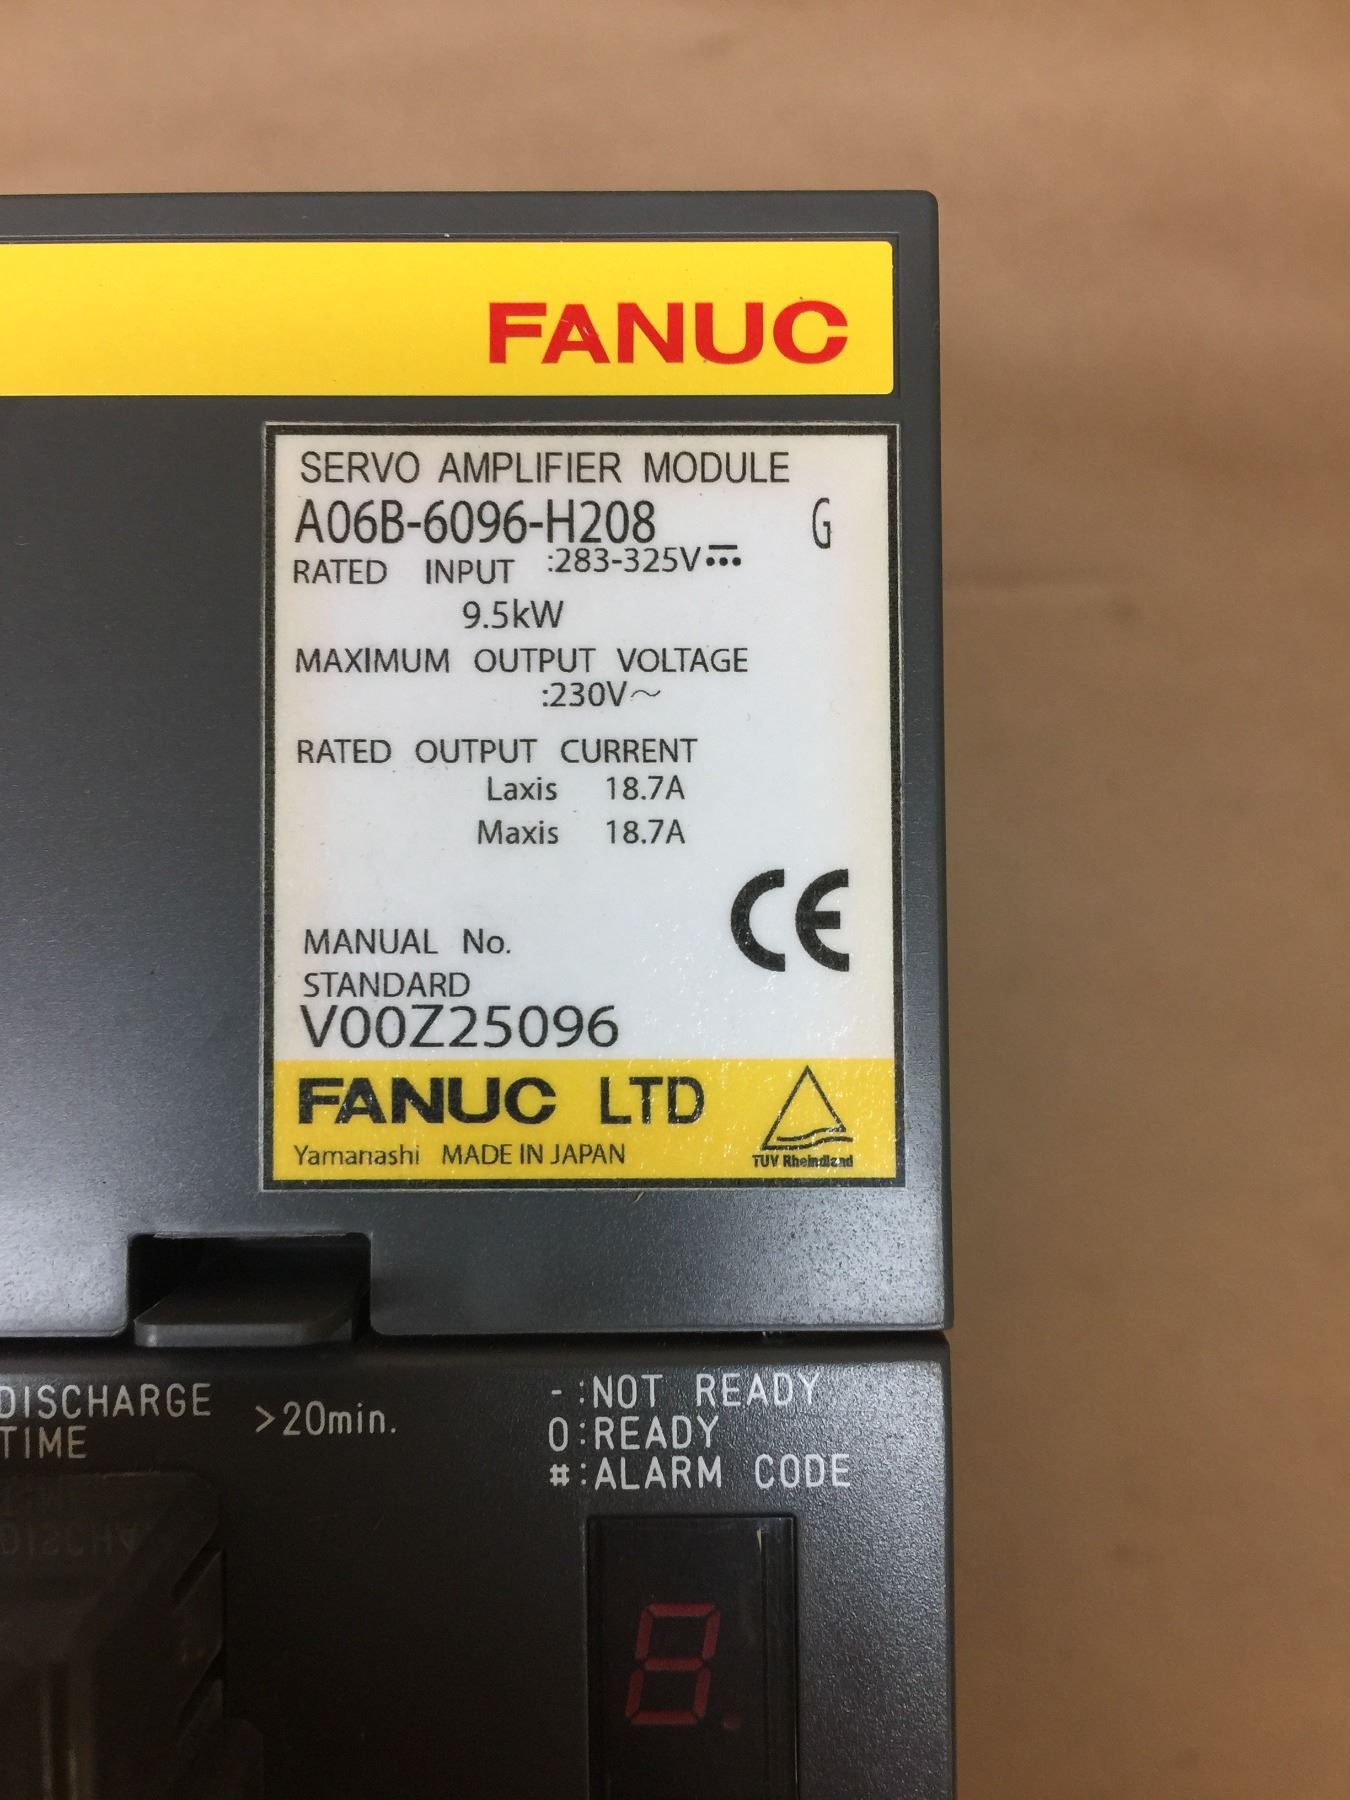 FANUC
SERVO AMPLIFIER MODULE
A06B-6096-H208 G
RATED INPUT :283-325V
9.5kW
MAXIMUM OUTPUT VOLTAGE
:230V~
RATED OUTPUT CURRENT
Laxis 18.7A
Maxis 18.7A
CE
MANUAL No.
STANDARD
V00Z25096
FANUC LTD
Yamanashi MADE IN JAPAN
TUV Rheindland
DISCHARGE
TIME
>20min.
-:NOT READY
0:READY
#:ALARM CODE
8.